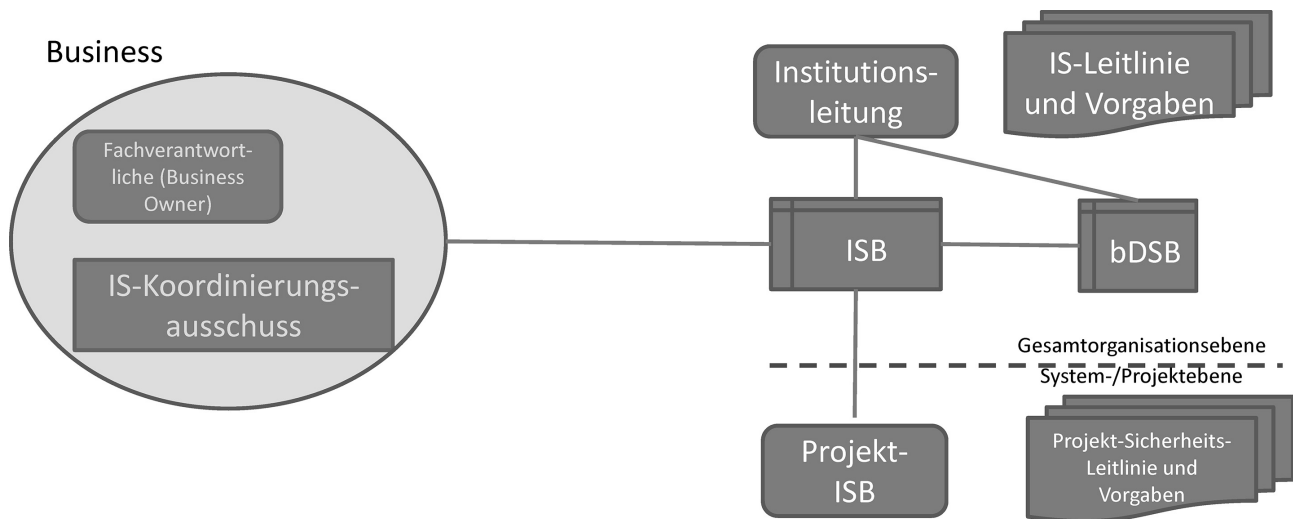 Business
Fachverantwort-
liche (Business
Owner)
IS-Koordinierungs-
ausschuss
Institutions-
leitung
IS-Leitlinie
und Vorgaben
ISB
bDSB
Gesamtorganisationsebene
System-/Projektebene
Projekt-
ISB
Projekt-Sicherheits-
Leitlinie und
Vorgaben